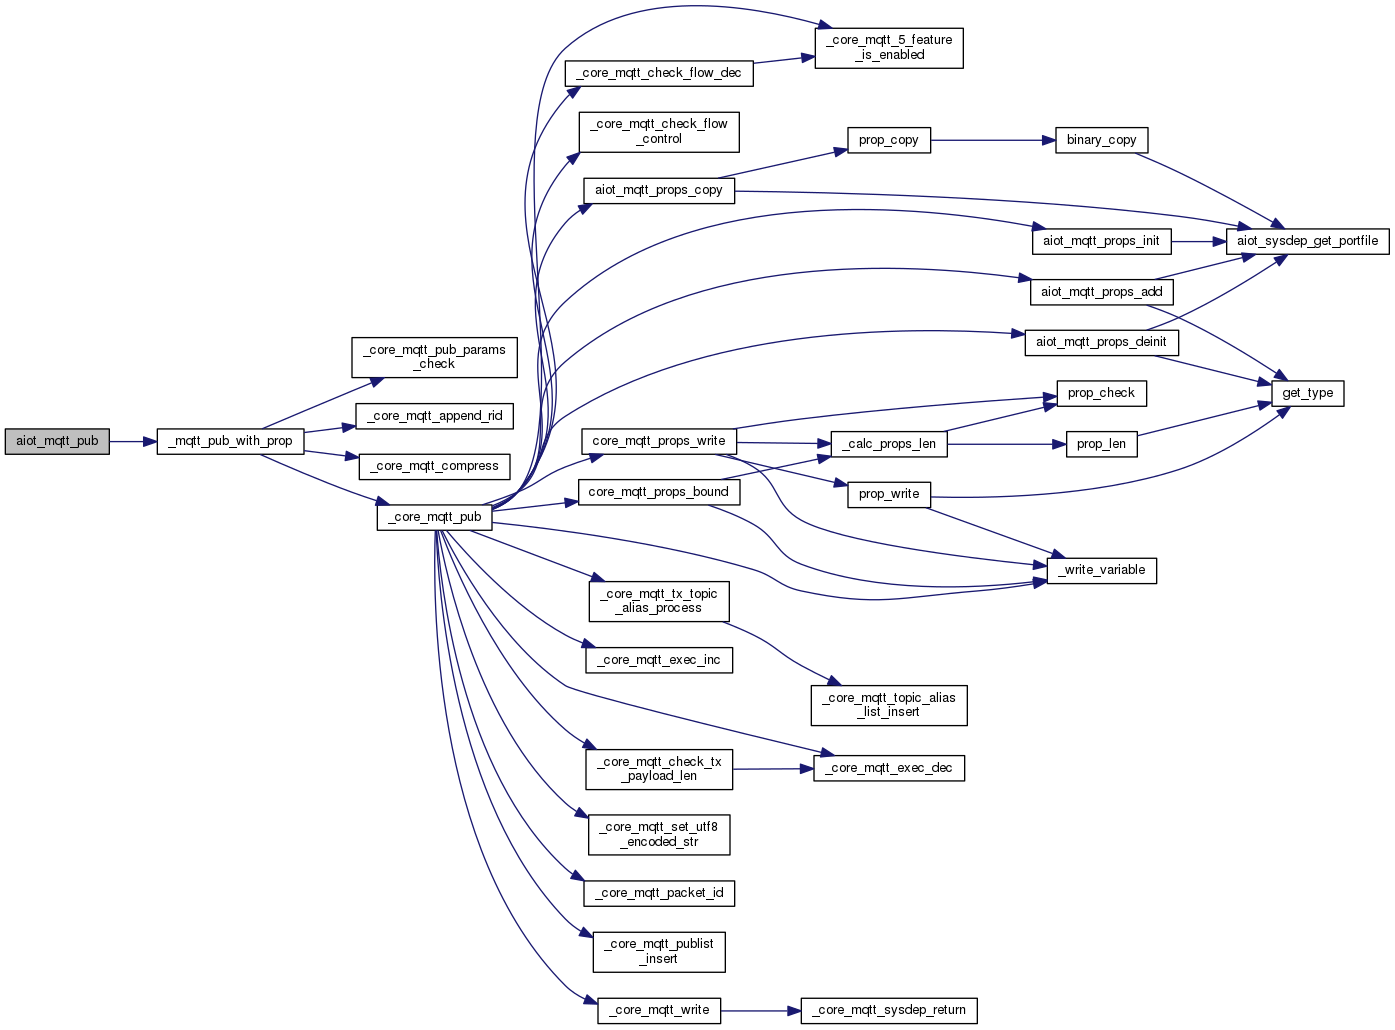 _core_mqtt_5_feature
_is_enabled
_core_mqtt_check_flow_dec
_core_mqtt_check_flow
_control
prop_copy
binary_copy
aiot_mqtt_props_copy
aiot_mqtt_props_init
aiot_sysdep_get_portfile
aiot_mqtt_props_add
aiot_mqtt_props_deinit
_core_mqtt_pub_params
_check
get_type
prop_check
_core_mqtt_append_rid
aiot_mqtt_pub
_mqtt_pub_with_prop
core_mqtt_props_write
_calc_props_len
prop_len
_core_mqtt_compress
core_mqtt_props_bound
prop_write
_core_mqtt_pub
_write_variable
_core_mqtt_tx_topic
_alias_process
_core_mqtt_exec_inc
_core_mqtt_topic_alias
_list_insert
_core_mqtt_check_tx
_payload_len
_core_mqtt_exec_dec
_core_mqtt_set_utf8
_encoded_str
_core_mqtt_packet_id
_core_mqtt_publist
_insert
_core_mqtt_write
_core_mqtt_sysdep_return